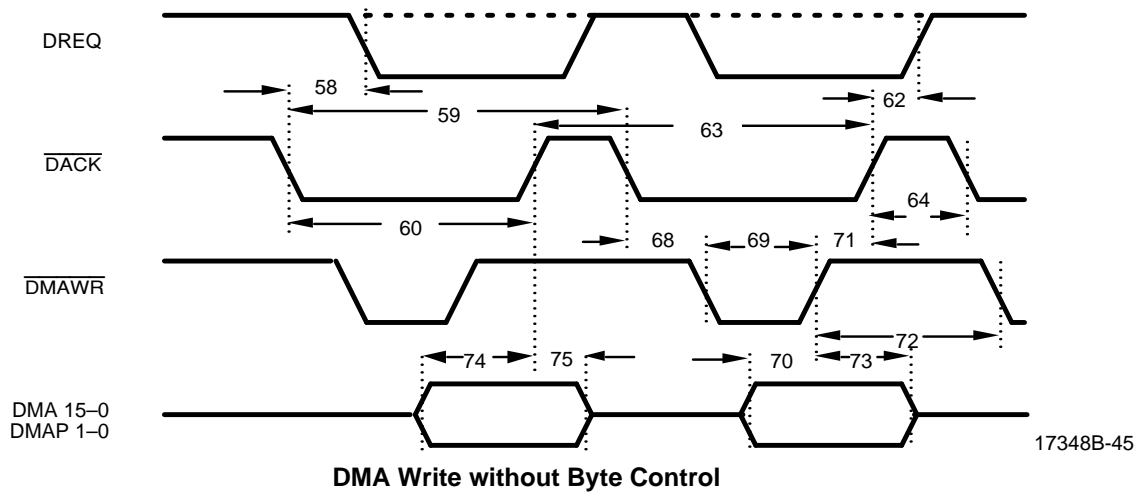 DREQ
58
62
59
63
DACK
64
60
68
69
71
DMAWR
72
74
75
70
73
DMA 15–0
DMAP 1–0
17348B-45
DMA Write without Byte Control